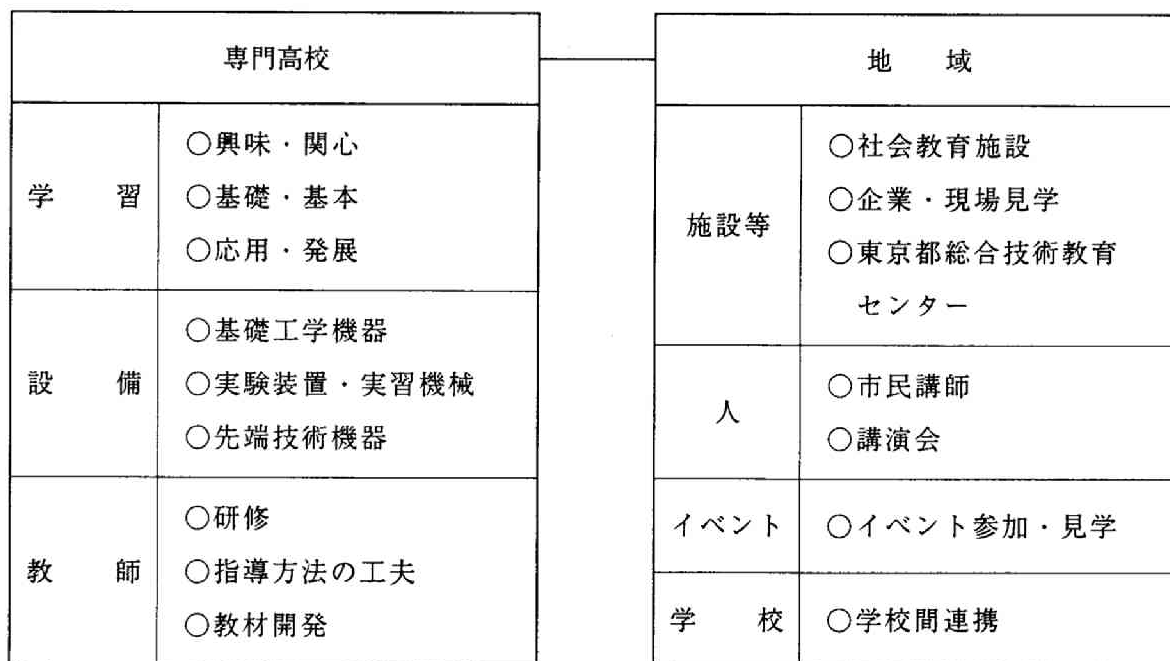 専門高校
学　習
○興味・関心
○基礎・基本
○応用・発展
設　備
○基礎工学機器
○実験装置・実習機械
○先端技術機器
教　師
○研修
○指導方法の工夫
○教材開発
地　域
施設等
○社会教育施設
○企業・現場見学
○東京都総合技術教育
センター
人
○市民講師
○講演会
イベント
○イベント参加・見学
学　校
○学校間連携